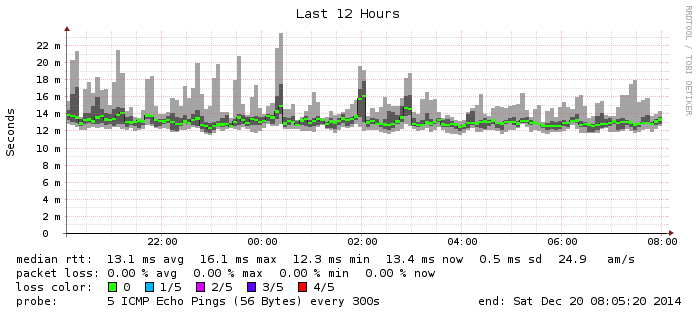 Last 12 Hours
RRDTOOL / TOBI OETIKER
Seconds
22 m
20 m
18 m
16 m
14 m
12 m
10 m
8 m
6 m
4 m
2 m
0
22:00 00:00 02:00 04:00 06:00 08:00
median rtt: 13.1 ms avg 16.1 ms max 12.3 ms min 13.4 ms now 0.5 ms sd 24.9 am/s
packet loss: 0.00 % avg 0.00 % max 0.00 % min 0.00 % now
loss color: 0 1/5 2/5 3/5 4/5
probe: 5 ICMP Echo Pings (56 Bytes) every 300s end: Sat Dec 20 08:05:20 2014